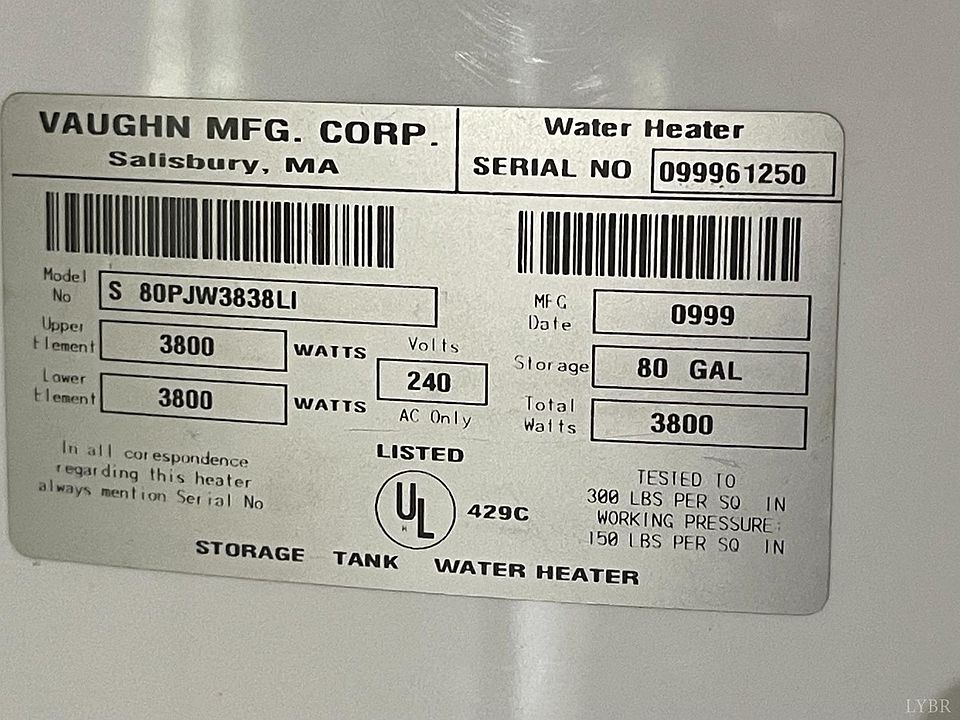 VAUGHN MFG. CORP.
Salisbury, MA
Water Heater
SERIAL NO 099961250
Model No S 80PJW3838LI
Upper Element 3800 WATTS
Lower Element 3800 WATTS
Volts
240
AC Only
MFG Date 0999
Storage 80 GAL
Total Watts 3800
In all corespondence
regarding this heater
always mention Serial No
LISTED
UL
H
429C
TESTED TO
300 LBS PER SQ IN
WORKING PRESSURE
150 LBS PER SQ IN
STORAGE TANK WATER HEATER
LYBR